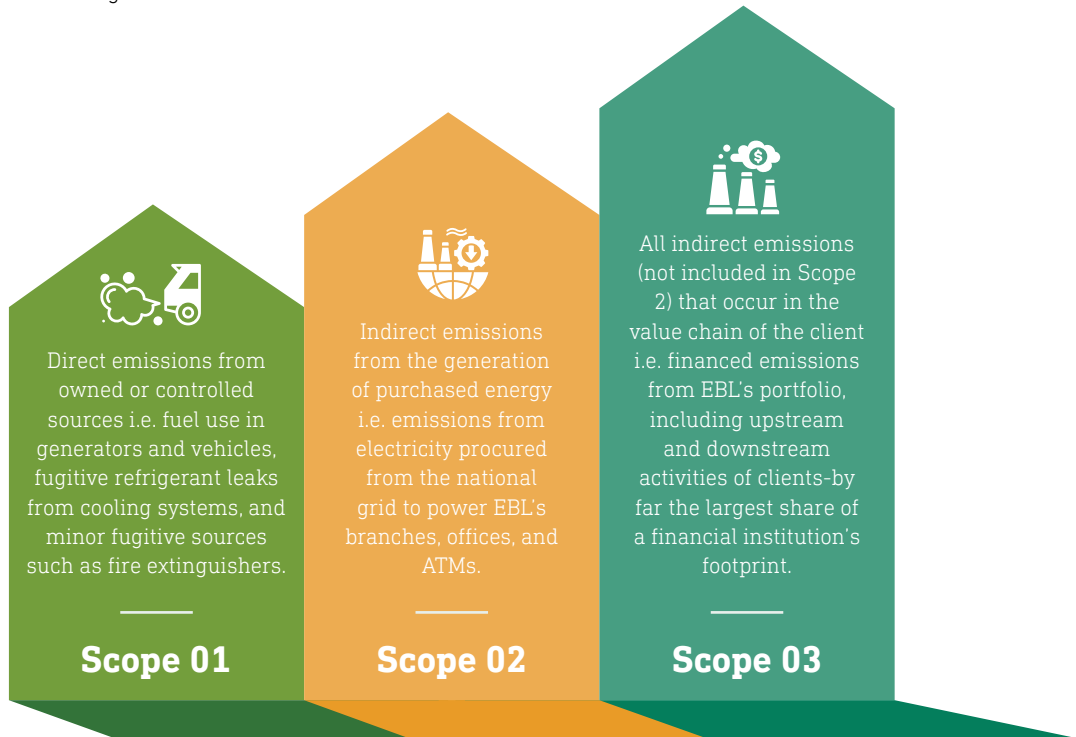 Direct emissions from
owned or controlled
sources i.e. fuel use in
generators and vehicles,
fugitive refrigerant leaks
from cooling systems, and
minor fugitive sources
such as fire extinguishers.
Scope 01
Indirect emissions
from the generation
of purchased energy
i.e. emissions from
electricity procured
from the national
grid to power EBL’s
branches, offices, and
ATMs.
Scope 02
$
All indirect emissions
(not included in Scope
2) that occur in the
value chain of the client
i.e. financed emissions
from EBL’s portfolio,
including upstream
and downstream
activities of clients-by
far the largest share of
a financial institution’s
footprint.
Scope 03